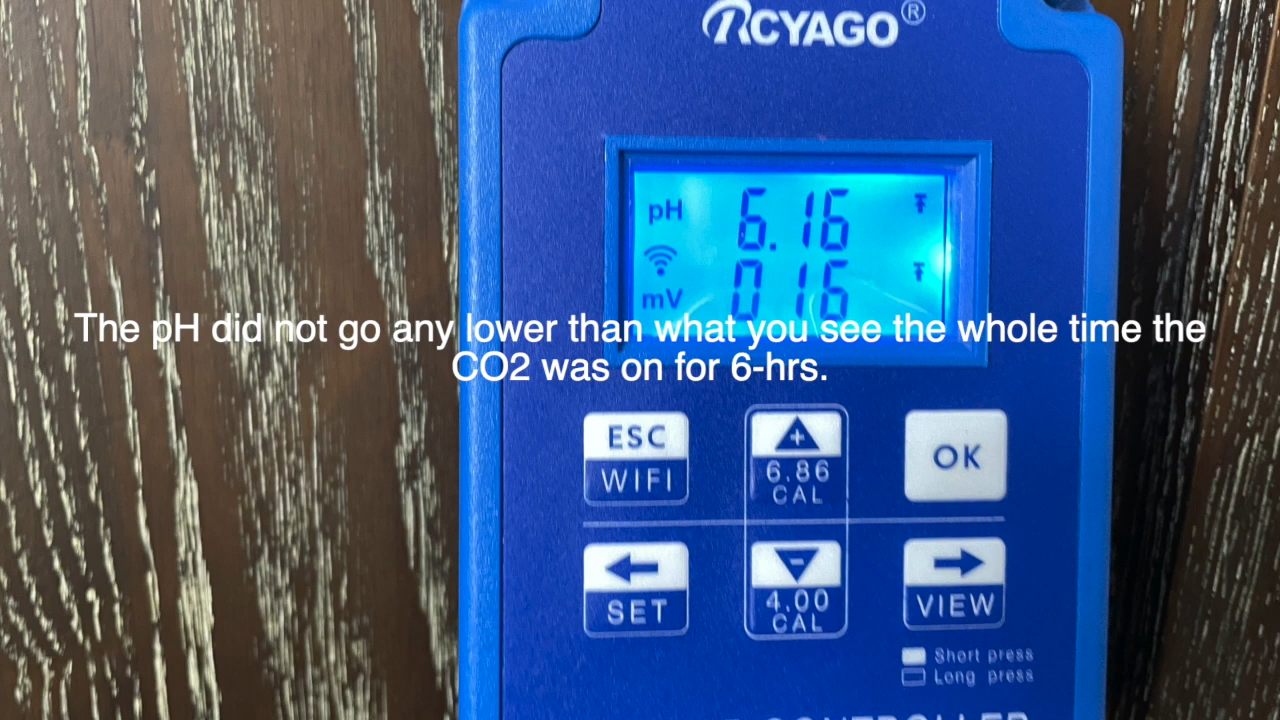 RCYAGO®
pH 6.16
mV 016
The pH did not go any lower than what you see the whole time the
CO2 was on for 6-hrs.
ESC
WIFI
+
6.86
CAL
OK
SET
-
4.00
CAL
VIEW
Short press
Long press
CONTROLLER